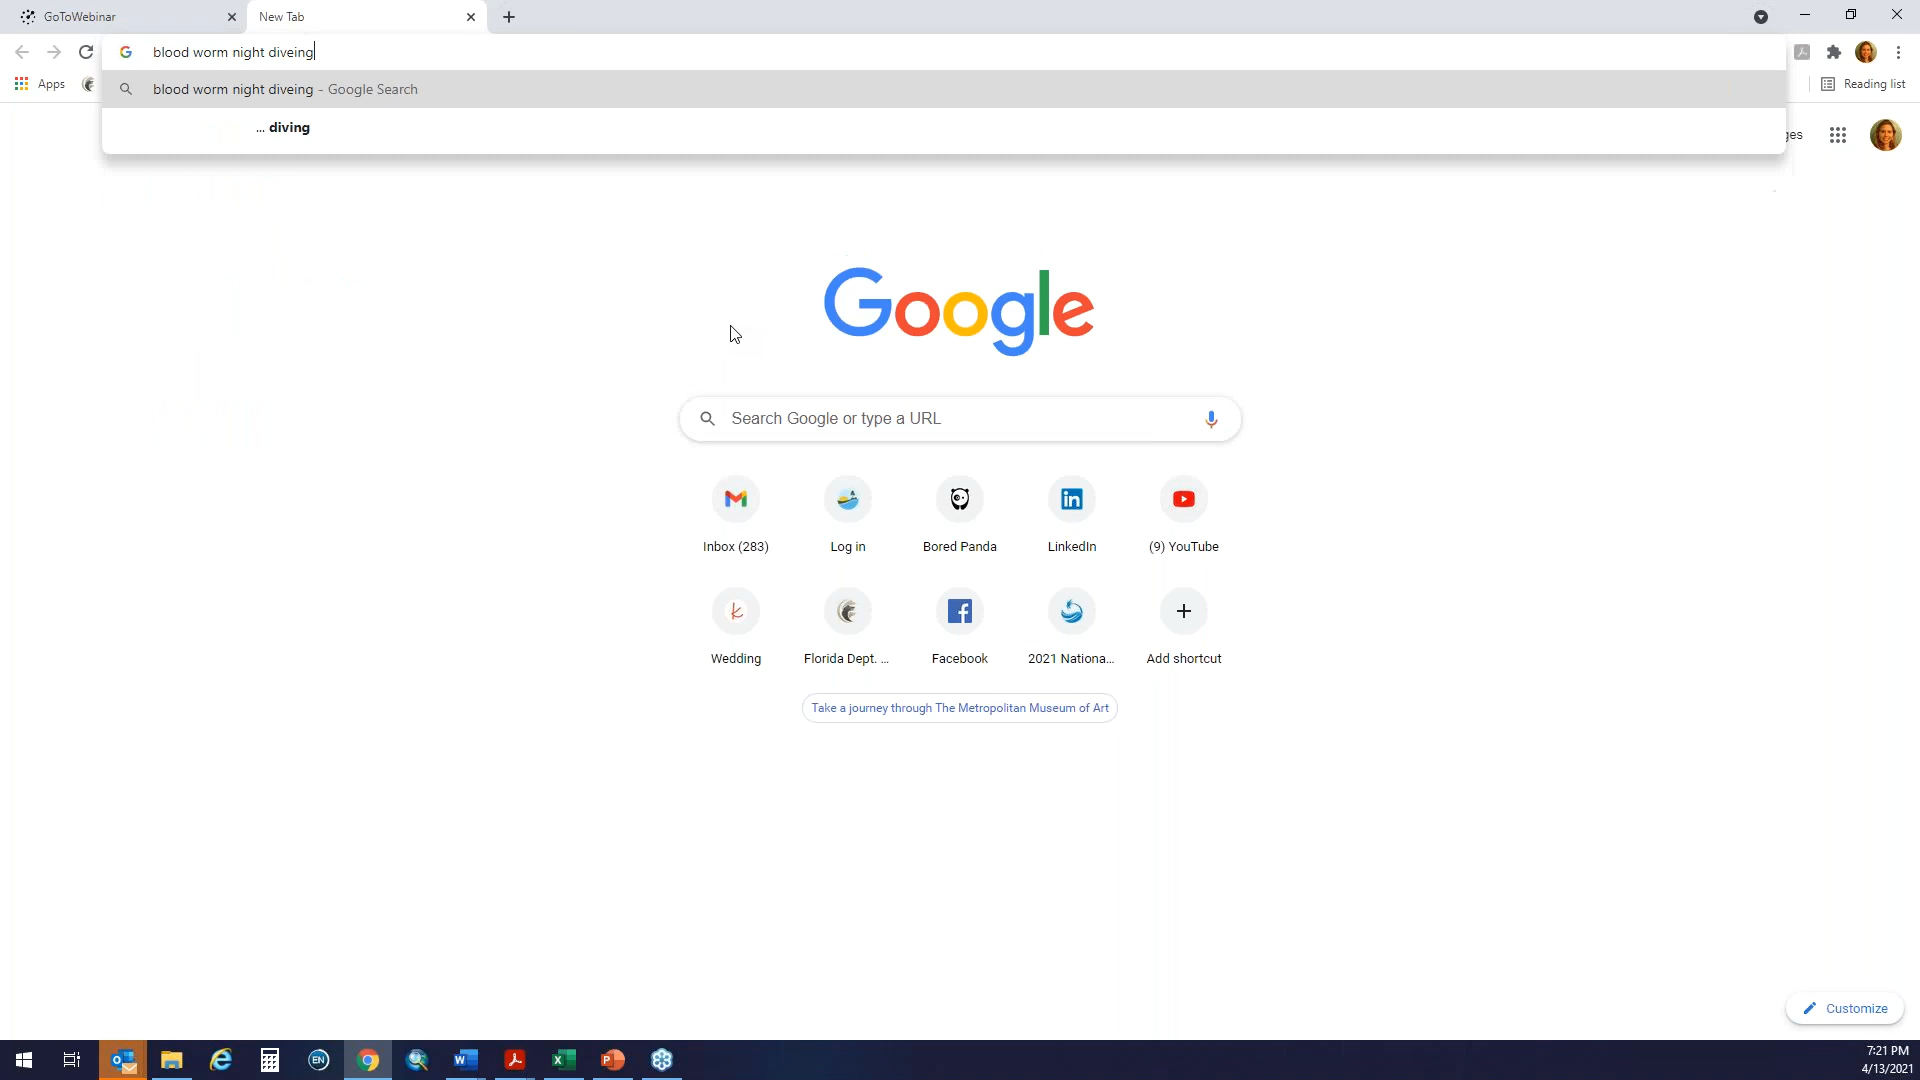 GoToWebinar
New Tab
blood worm night diveing
Apps
blood worm night diveing - Google Search
Reading list
... diving
ges
Google
Search Google or type a URL
Inbox (283)
Log in
Bored Panda
LinkedIn
(9) YouTube
Wedding
Florida Dept. ...
Facebook
2021 Nationa...
Add shortcut
Take a journey through The Metropolitan Museum of Art
Customize
EN
7:21 PM
4/13/2021